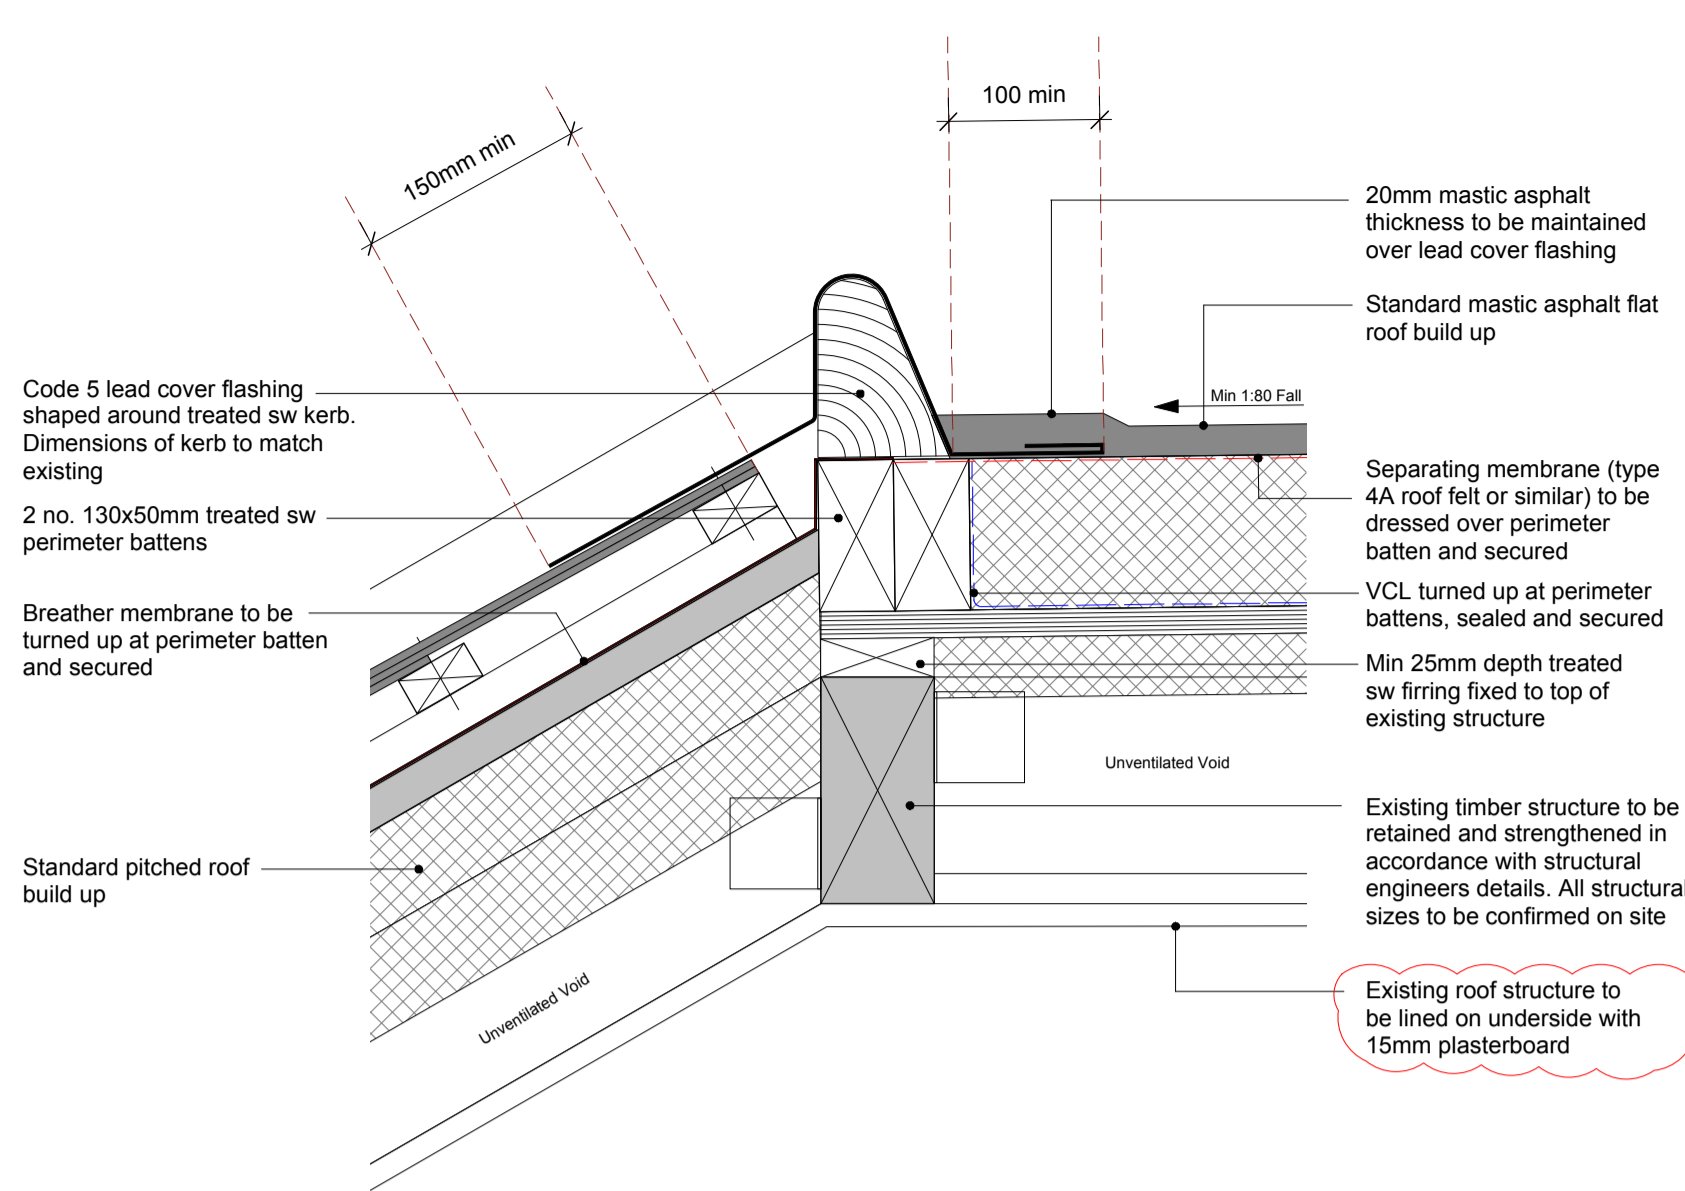 150mm min
100 min
20mm mastic asphalt
thickness to be maintained
over lead cover flashing
Standard mastic asphalt flat
roof build up
Min 1:80 Fall
Code 5 lead cover flashing
shaped around treated sw kerb.
Dimensions of kerb to match
existing
2 no. 130x50mm treated sw
perimeter battens
Breather membrane to be
turned up at perimeter batten
and secured
Standard pitched roof
build up
Separating membrane (type
4A roof felt or similar) to be
dressed over perimeter
batten and secured
VCL turned up at perimeter
battens, sealed and secured
Min 25mm depth treated
sw firring fixed to top of
existing structure
Unventilated Void
Existing timber structure to be
retained and strengthened in
accordance with structural
engineers details. All structural
sizes to be confirmed on site
Unventilated Void
Existing roof structure to
be lined on underside with
15mm plasterboard